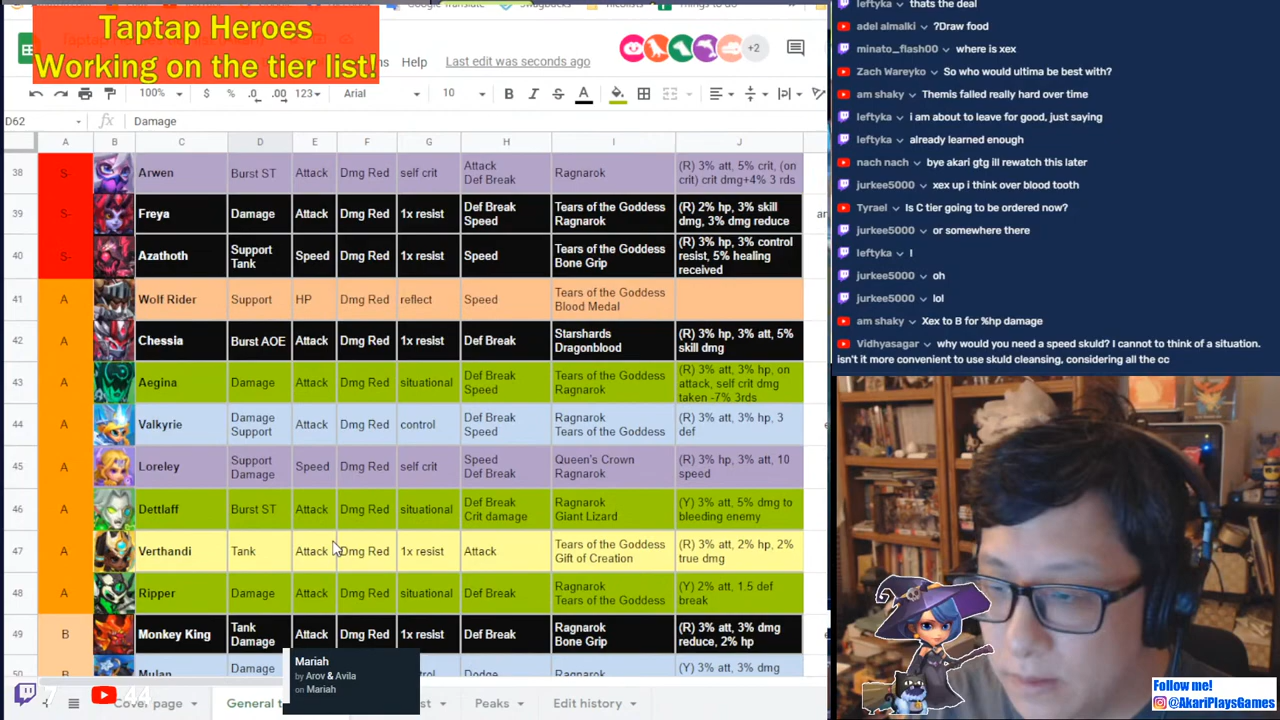 Taptap Heroes
Working on the tier list!
Help
Last edit was seconds ago
+2
100%
$
%
.0
.00
123
Arial
10
B
I
S
A
D62
fx
Damage
A B C D E F G H I J
38 S- Arwen Burst ST Attack Dmg Red self crit Attack
Def Break Ragnarok (R) 3% att, 5% crit, (on
crit) crit dmg+4% 3 rds
39 S- Freya Damage Attack Dmg Red 1x resist Def Break
Speed Tears of the Goddess
Ragnarok (R) 2% hp, 3% skill
dmg, 3% dmg reduce
40 S- Azathoth Support
Tank Speed Dmg Red 1x resist Speed Tears of the Goddess
Bone Grip (R) 3% hp, 3% control
resist, 5% healing
received
41 A Wolf Rider Support HP Dmg Red reflect Speed Tears of the Goddess
Blood Medal
42 A Chessia Burst AOE Attack Dmg Red 1x resist Def Break Starshards
Dragonblood (R) 3% hp, 3% att, 5%
skill dmg
43 A Aegina Damage Attack Dmg Red situational Def Break
Speed Tears of the Goddess
Ragnarok (R) 3% att, 3% hp, on
attack, self crit dmg
taken -7% 3rds
44 A Valkyrie Damage
Support Attack Dmg Red control Def Break
Speed Ragnarok
Tears of the Goddess (R) 3% att, 3% hp, 3
def
45 A Loreley Support
Damage Speed Dmg Red self crit Speed
Def Break Queen's Crown
Ragnarok (R) 3% hp, 3% att, 10
speed
46 A Dettlaff Burst ST Attack Dmg Red situational Def Break
Crit damage Ragnarok
Giant Lizard (Y) 3% att, 5% dmg to
bleeding enemy
47 A Verthandi Tank Attack Dmg Red 1x resist Attack Tears of the Goddess
Gift of Creation (R) 3% att, 2% hp, 2%
true dmg
48 A Ripper Damage Attack Dmg Red situational Def Break Ragnarok
Tears of the Goddess (Y) 2% att, 1.5 def
break
49 B Monkey King Tank
Damage Attack Dmg Red 1x resist Def Break Ragnarok
Bone Grip (R) 3% att, 3% dmg
reduce, 2% hp
50 B Mulan Damage Dodge (Y) 3% att, 3% dmg
Mariah
by Arov & Avila
on Mariah
7
44
Cover page
General t
Peaks
Edit history
leftyka thats the deal
adel almalki ?Draw food
minato_flash00 where is xex
Zach Wareyko So who would ultima be best with?
am shaky Themis falled really hard over time
leftyka i am about to leave for good, just saying
leftyka already learned enough
nach nach bye akari gtg ill rewatch this later
jurkee5000 xex up i think over blood tooth
Tyrael Is C tier going to be ordered now?
jurkee5000 or somewhere there
leftyka I
jurkee5000 oh
jurkee5000 lol
am shaky Xex to B for %hp damage
Vidhyasagar why would you need a speed skuld? I cannot to think of a situation.
isn't it more convenient to use skuld cleansing, considering all the cc
Follow me!
@AkariPlaysGames